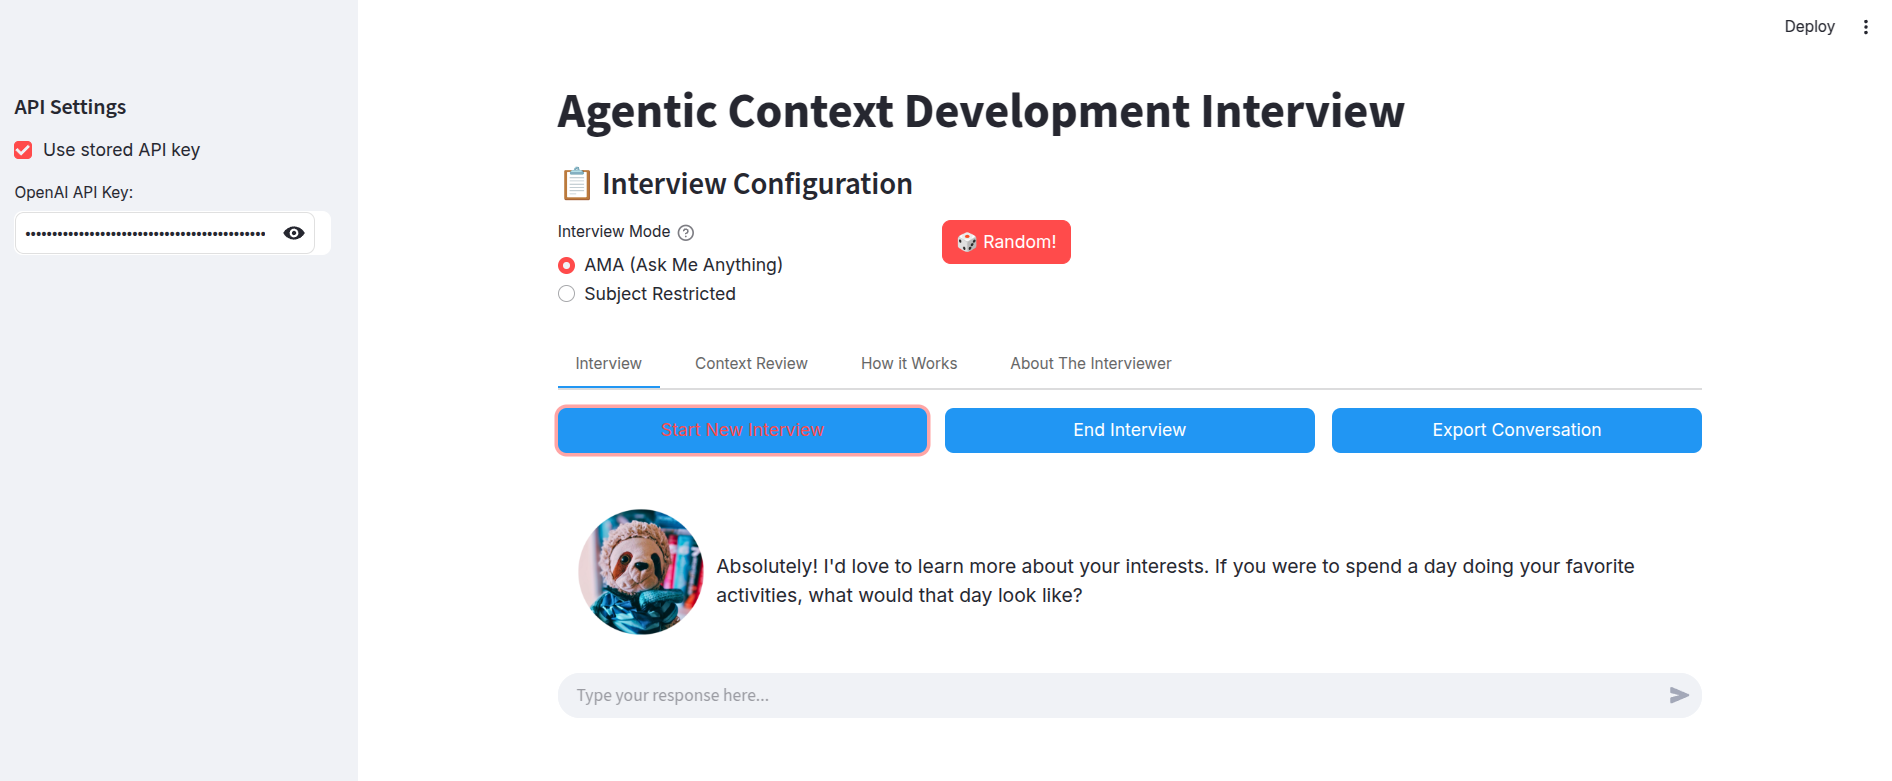 Deploy
API Settings
Use stored API key
OpenAI API Key:
••••••••••••••••••••••••••••••••••••••••••••••
Agentic Context Development Interview
📋 Interview Configuration
Interview Mode
AMA (Ask Me Anything)
Subject Restricted
🎲 Random!
Interview
Context Review
How it Works
About The Interviewer
Start New Interview
End Interview
Export Conversation
Absolutely! I'd love to learn more about your interests. If you were to spend a day doing your favorite
activities, what would that day look like?
Type your response here...